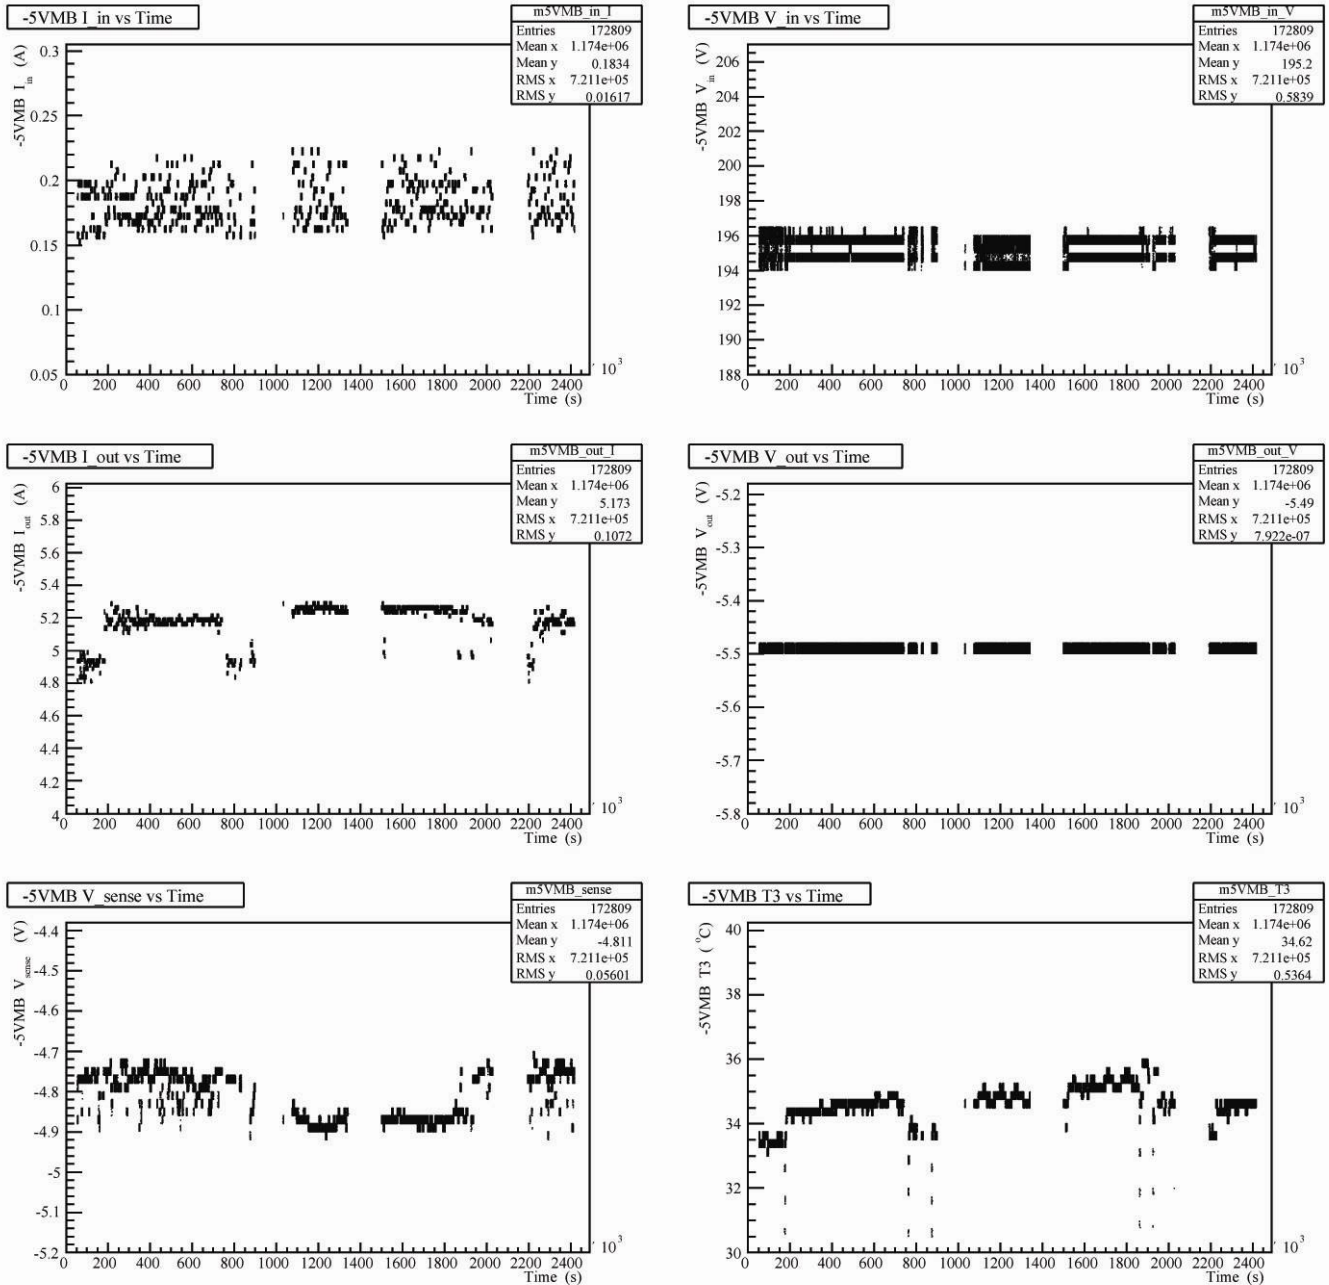 -5VMB I_in vs Time
m5VMB_in_I
Entries 172809
Mean x 1.174e+06
Mean y 0.1834
RMS x 7.211e+05
RMS y 0.01617
-5VMB I_in (A)
0.3
0.25
0.2
0.15
0.1
0.05
0 200 400 600 800 1000 1200 1400 1600 1800 2000 2200 2400
' 10^3
Time (s)
-5VMB V_in vs Time
m5VMB_in_V
Entries 172809
Mean x 1.174e+06
Mean y 195.2
RMS x 7.211e+05
RMS y 0.5839
-5VMB V_in (V)
206
204
202
200
198
196
194
192
190
188
0 200 400 600 800 1000 1200 1400 1600 1800 2000 2200 2400
' 10^3
Time (s)
-5VMB I_out vs Time
m5VMB_out_I
Entries 172809
Mean x 1.174e+06
Mean y 5.173
RMS x 7.211e+05
RMS y 0.1072
-5VMB I_out (A)
6
5.8
5.6
5.4
5.2
5
4.8
4.6
4.4
4.2
4
0 200 400 600 800 1000 1200 1400 1600 1800 2000 2200 2400
' 10^3
Time (s)
-5VMB V_out vs Time
m5VMB_out_V
Entries 172809
Mean x 1.174e+06
Mean y -5.49
RMS x 7.211e+05
RMS y 7.922e-07
-5VMB V_out (V)
-5.2
-5.3
-5.4
-5.5
-5.6
-5.7
-5.8
0 200 400 600 800 1000 1200 1400 1600 1800 2000 2200 2400
' 10^3
Time (s)
-5VMB V_sense vs Time
m5VMB_sense
Entries 172809
Mean x 1.174e+06
Mean y -4.811
RMS x 7.211e+05
RMS y 0.05601
-5VMB V_sense (V)
-4.4
-4.5
-4.6
-4.7
-4.8
-4.9
-5
-5.1
-5.2
0 200 400 600 800 1000 1200 1400 1600 1800 2000 2200 2400
' 10^3
Time (s)
-5VMB T3 vs Time
m5VMB_T3
Entries 172809
Mean x 1.174e+06
Mean y 34.62
RMS x 7.211e+05
RMS y 0.5364
-5VMB T3 (°C)
40
38
36
34
32
30
0 200 400 600 800 1000 1200 1400 1600 1800 2000 2200 2400
' 10^3
Time (s)